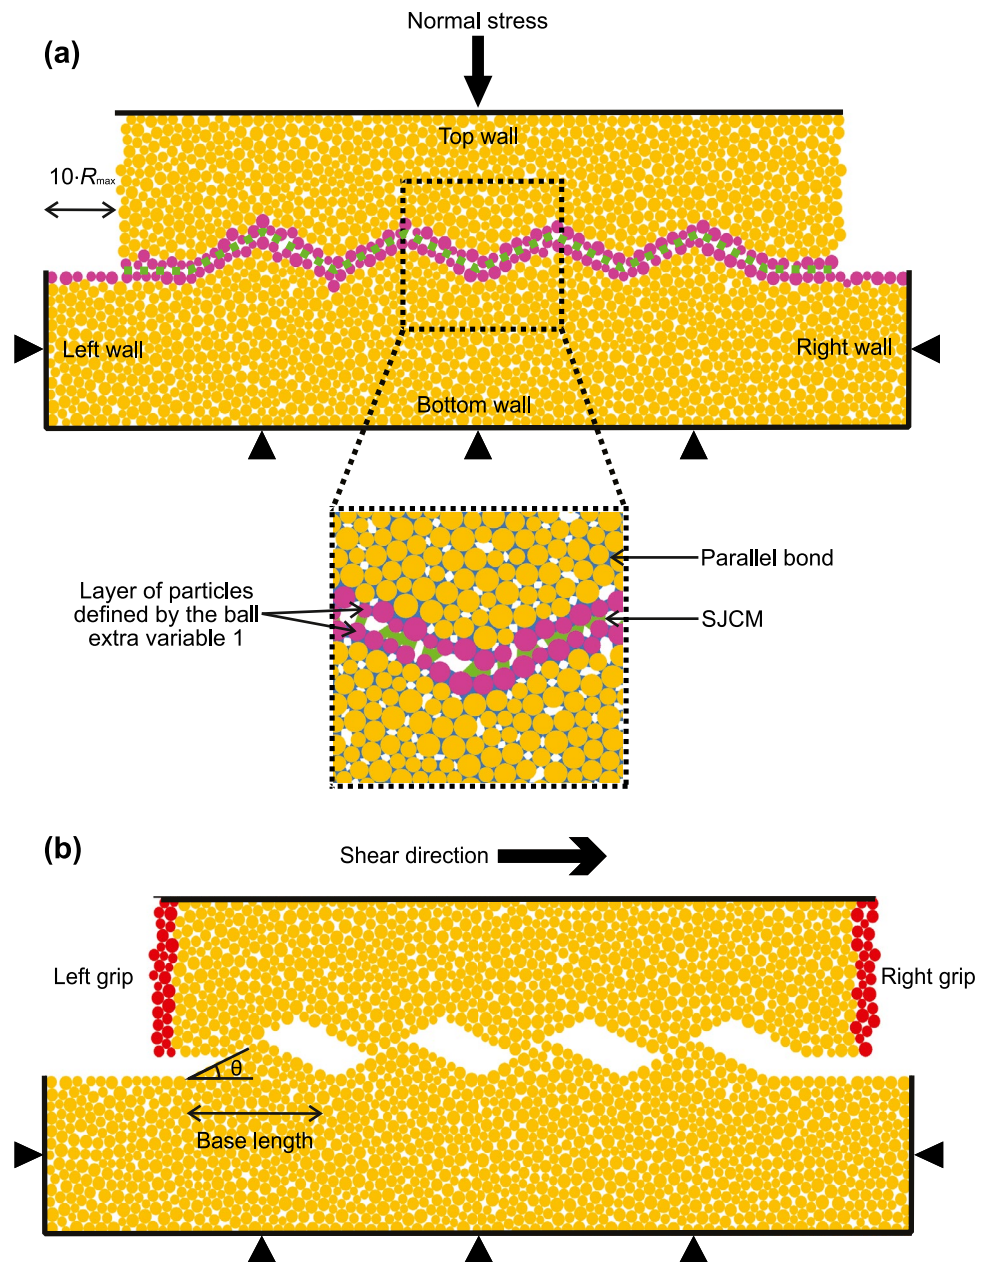 Normal stress
(a)
Top wall
10·Rmax
Left wall
Right wall
Bottom wall
Parallel bond
Layer of particles
defined by the ball
extra variable 1
SJCM
(b)
Shear direction
Left grip
Right grip
θ
Base length